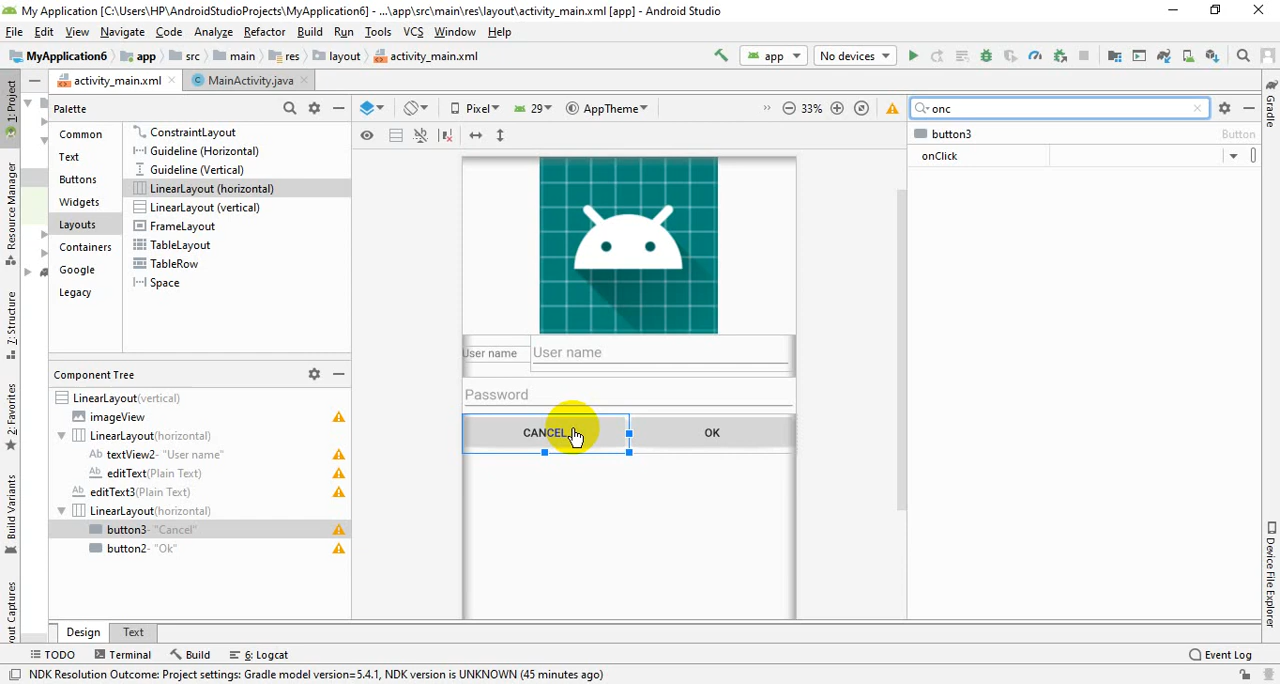 My Application [C:\Users\HP\AndroidStudioProjects\MyApplication6] - ...\app\src\main\res\layout\activity_main.xml [app] - Android Studio
File Edit View Navigate Code Analyze Refactor Build Run Tools VCS Window Help
MyApplication6 app src main res layout activity_main.xml app No devices
activity_main.xml MainActivity.java
Palette Pixel 29 AppTheme » 33% onc
Common ConstraintLayout button3 Button
Guideline (Horizontal)
Text onClick
Guideline (Vertical)
Buttons
LinearLayout (horizontal)
Widgets LinearLayout (vertical)
Layouts FrameLayout
Containers TableLayout
Google TableRow
Legacy Space
User name User name
Component Tree
LinearLayout(vertical)
Password
imageView
LinearLayout(horizontal)
CANCEL OK
textView2- "User name"
editText(Plain Text)
editText3(Plain Text)
LinearLayout(horizontal)
button3- "Cancel"
button2- "Ok"
Design Text
TODO Terminal Build 6: Logcat Event Log
NDK Resolution Outcome: Project settings: Gradle model version=5.4.1, NDK version is UNKNOWN (45 minutes ago)
1: Project
Resource Manager
Z: Structure
2: Favorites
Build Variants
out Captures
Gradle
Device File Explorer